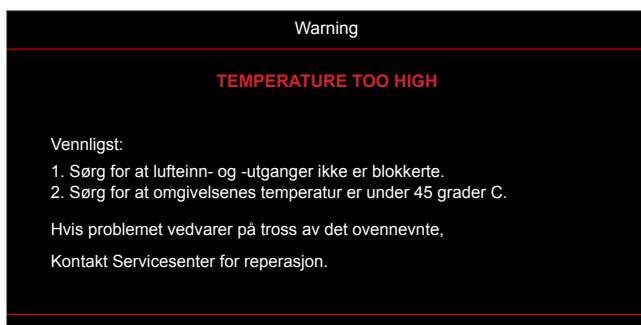 Warning
TEMPERATURE TOO HIGH
Vennligst:
1. Sørg for at lufteinn- og -utganger ikke er blokkerte.
2. Sørg for at omgivelsenes temperatur er under 45 grader C.
Hvis problemet vedvarer på tross av det ovennevnte,
Kontakt Servicesenter for reperasjon.